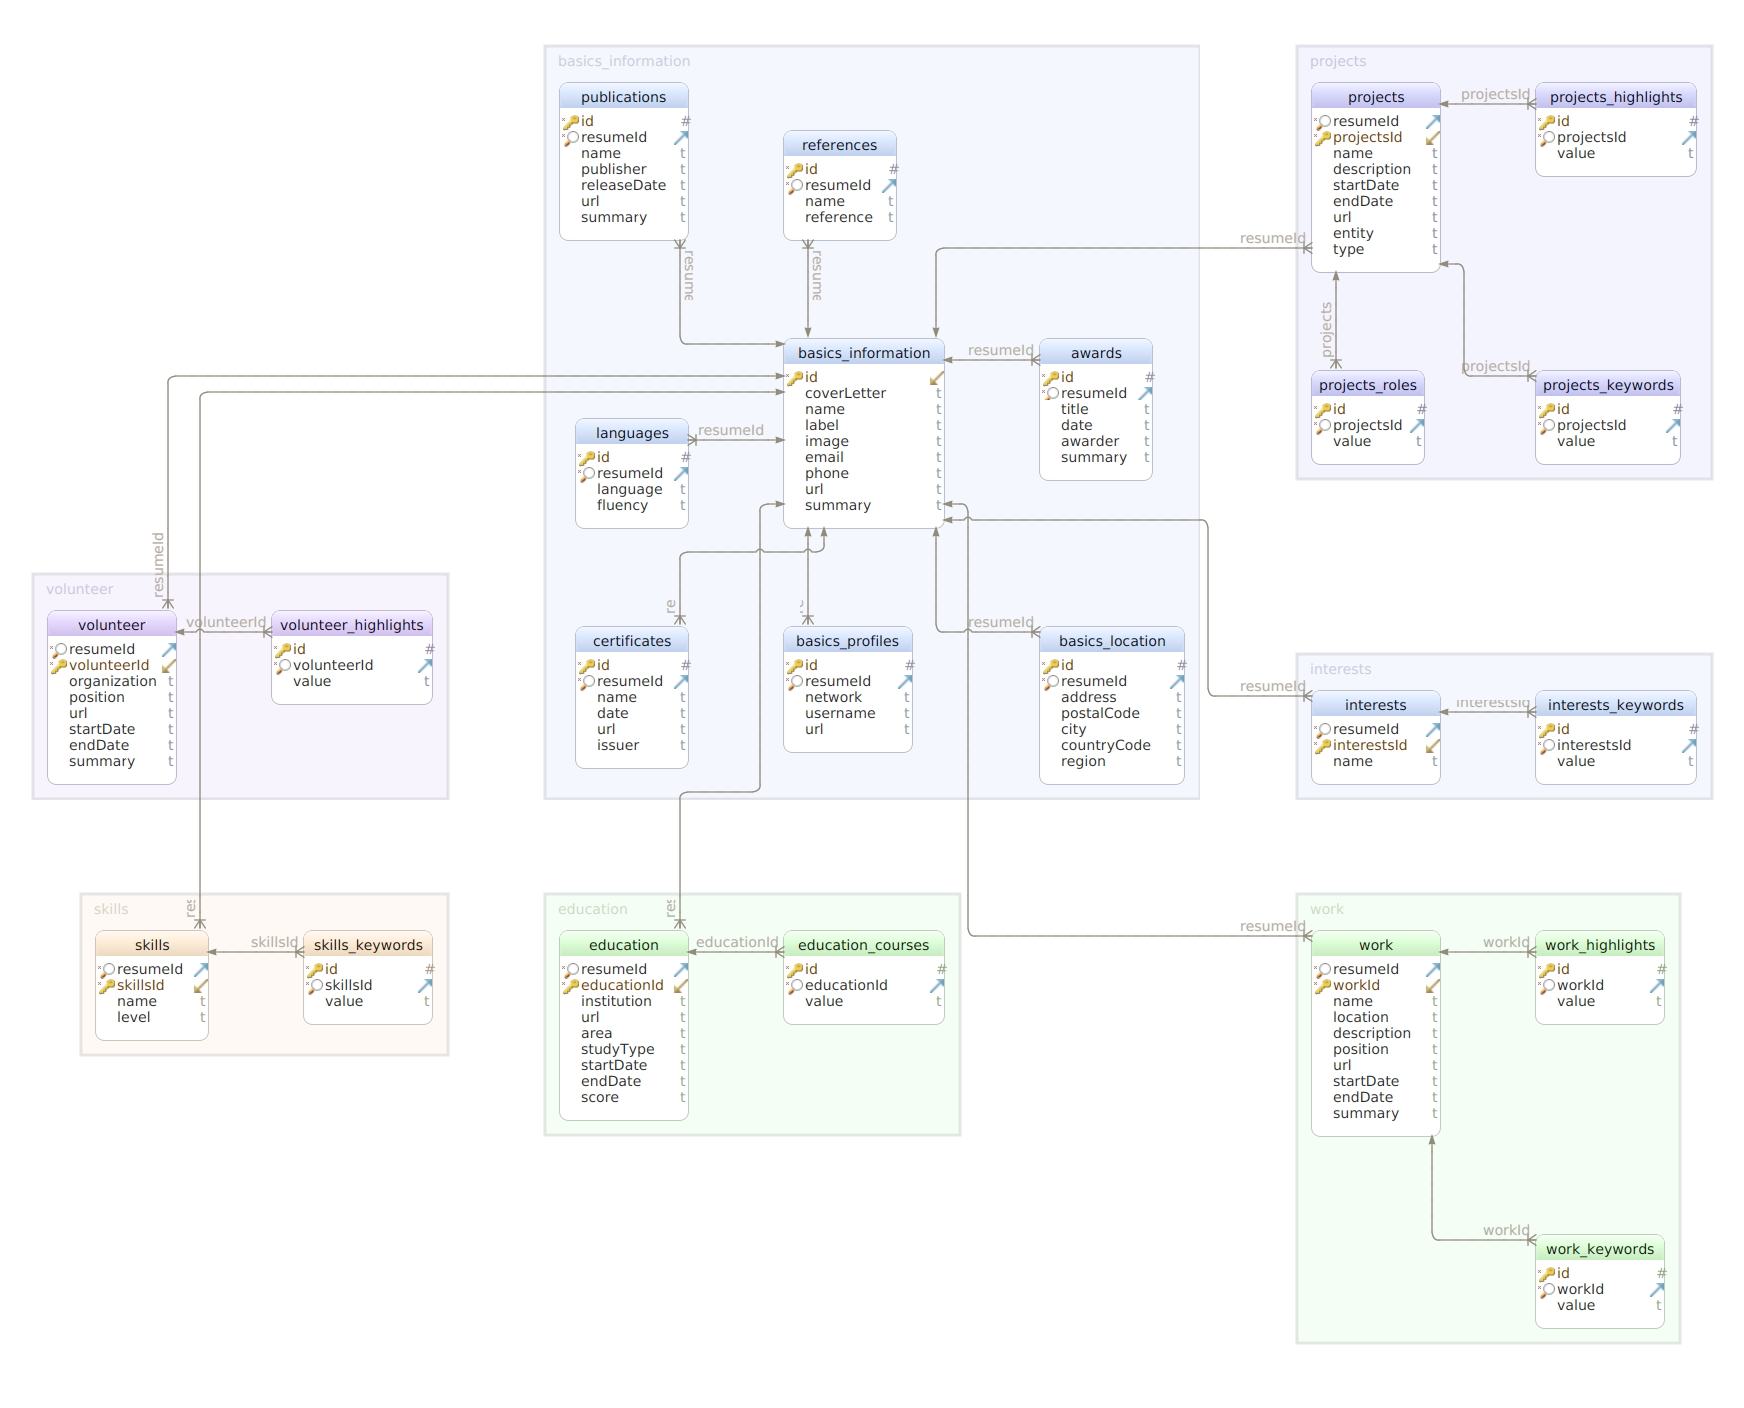 basics_information
publications
id #
resumeId
name t
publisher t
releaseDate t
url t
summary t
references
id #
resumeId
name t
reference t
resume
resume
basics_information
id
coverLetter t
name t
label t
image t
email t
phone t
url t
summary t
resumeId
awards
id #
resumeId
title t
date t
awarder t
summary t
languages
id #
resumeId
language t
fluency t
resumeId
re
certificates
id #
resumeId
name t
date t
url t
issuer t
basics_profiles
id #
resumeId
network t
username t
url t
resumeId
basics_location
id #
resumeId
address t
postalCode t
city t
countryCode t
region t
projects
projects
resumeId
projectsId
name t
description t
startDate t
endDate t
url t
entity t
type t
resumeId
projectsId
projects_highlights
id #
projectsId
value t
projects
projects_roles
id #
projectsId
value t
projectsId
projects_keywords
id #
projectsId
value t
resumeId
volunteer
volunteer
resumeId
volunteerId
organization t
position t
url t
startDate t
endDate t
summary t
volunteerId
volunteer_highlights
id #
volunteerId
value t
interests
resumeId
interests
resumeId
interestsId
name t
interestsId
interests_keywords
id #
interestsId
value t
skills
res
skills
resumeId
skillsId
name t
level t
skillsId
skills_keywords
id #
skillsId
value t
education
res
education
resumeId
educationId
institution t
url t
area t
studyType t
startDate t
endDate t
score t
educationId
education_courses
id #
educationId
value t
work
resumeId
work
resumeId
workId
name t
location t
description t
position t
url t
startDate t
endDate t
summary t
workId
work_highlights
id #
workId
value t
workId
work_keywords
id #
workId
value t